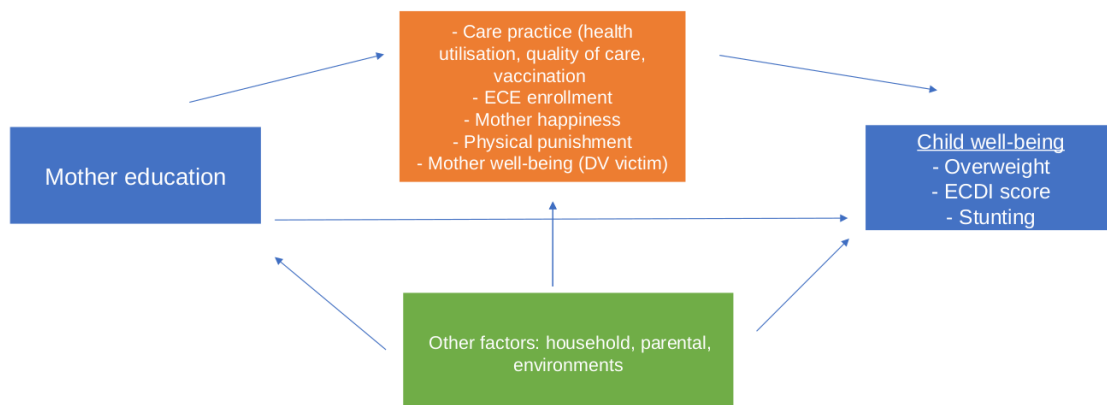 - Care practice (health
utilisation, quality of care,
vaccination
- ECE enrollment
- Mother happiness
- Physical punishment
- Mother well-being (DV victim)
Mother education
Child well-being
- Overweight
- ECDI score
- Stunting
Other factors: household, parental,
environments